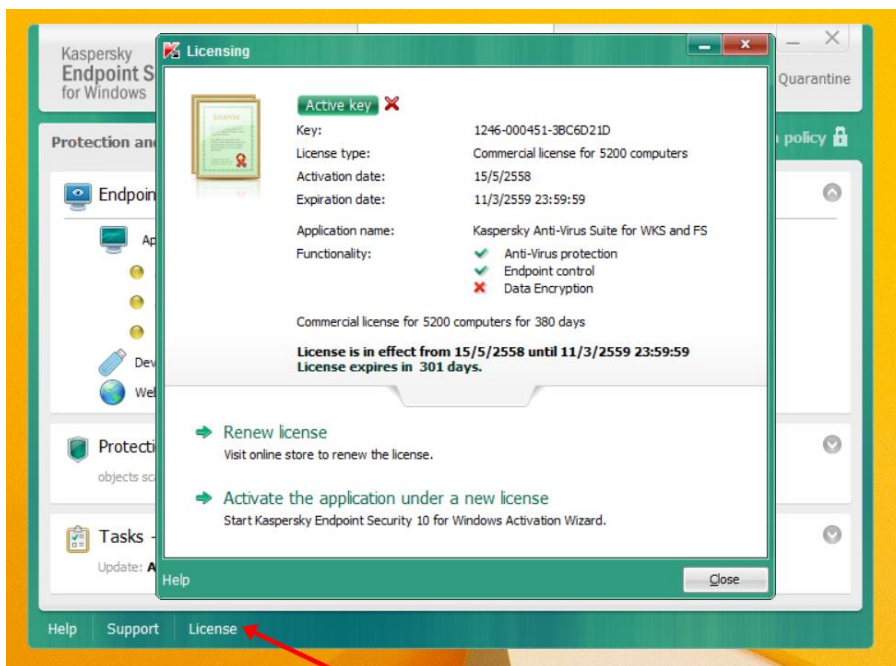 Kaspersky
Endpoint S
for Windows
Quarantine
Protection and
policy
Endpoin
Ap
Dev
Web
Protecti
objects sca
Tasks -
Update: A
Help
Support
License
Licensing
License
Active key
Key: 1246-000451-3BC6D21D
License type: Commercial license for 5200 computers
Activation date: 15/5/2558
Expiration date: 11/3/2559 23:59:59
Application name: Kaspersky Anti-Virus Suite for WKS and FS
Functionality: Anti-Virus protection
Endpoint control
Data Encryption
Commercial license for 5200 computers for 380 days
License is in effect from 15/5/2558 until 11/3/2559 23:59:59
License expires in 301 days.
Renew license
Visit online store to renew the license.
Activate the application under a new license
Start Kaspersky Endpoint Security 10 for Windows Activation Wizard.
Help
Close